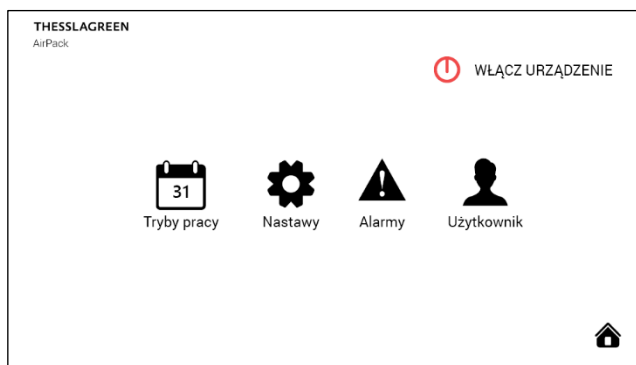 THESSLAGREEN
AirPack
WŁĄCZ URZĄDZENIE
31
Tryby pracy
Nastawy
Alarmy
Użytkownik